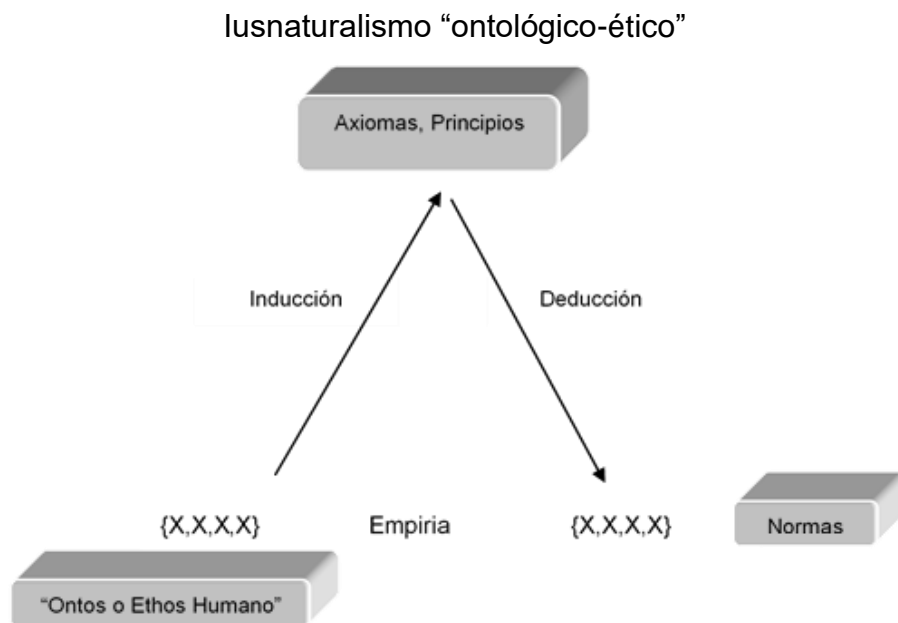 Iusnaturalismo “ontológico-ético”
Axiomas, Principios
Inducción
Deducción
{X,X,X,X}
Empiria
{X,X,X,X}
Normas
“Ontos o Ethos Humano”